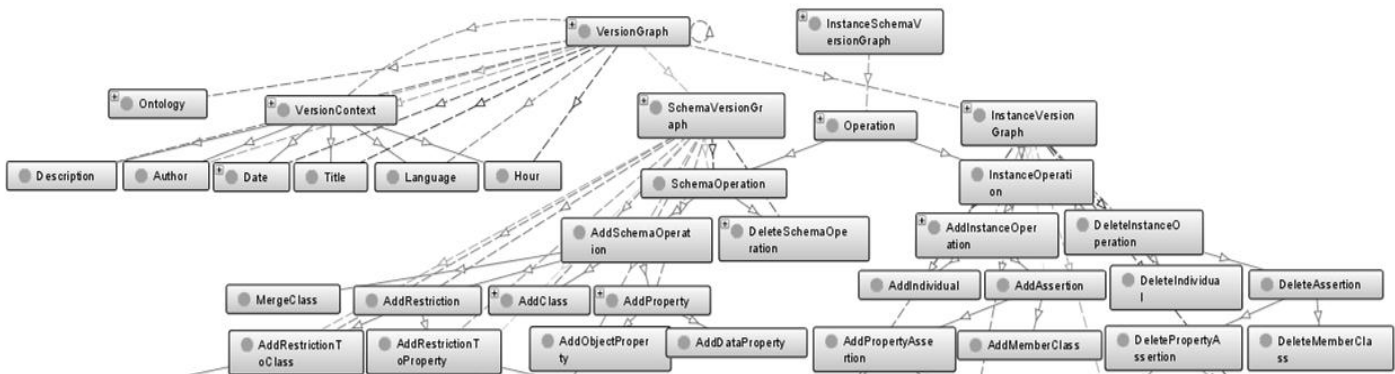 VersionGraph
InstanceSchemaV
ersionGraph
Ontology
VersionContext
SchemaVersionGr
aph
Operation
InstanceVersion
Graph
Description
Author
Date
Title
Language
Hour
SchemaOperation
InstanceOperati
on
AddSchemaOperat
ion
DeleteSchemaOpe
ration
AddInstanceOper
ation
DeleteInstanceO
peration
MergeClass
AddRestriction
AddClass
AddProperty
AddIndividual
AddAssertion
DeleteIndividua
l
DeleteAssertion
AddRestrictionT
oClass
AddRestrictionT
oProperty
AddObjectProper
ty
AddDataProperty
AddPropertyAsse
rtion
AddMemberClass
DeletePropertyA
ssertion
DeleteMemberCla
ss